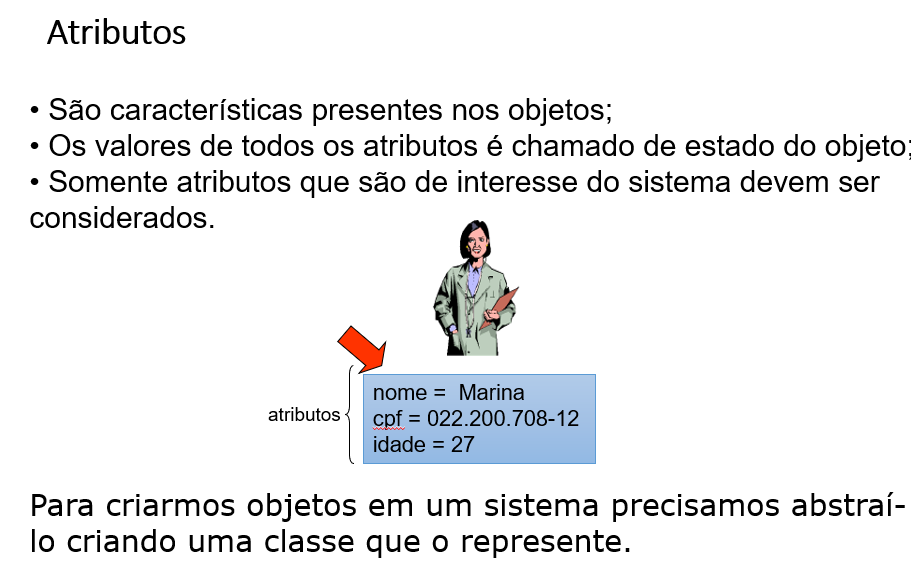 Atributos
• São características presentes nos objetos;
• Os valores de todos os atributos é chamado de estado do objeto;
• Somente atributos que são de interesse do sistema devem ser
considerados.
atributos
nome =  Marina
cpf = 022.200.708-12
idade = 27
Para criarmos objetos em um sistema precisamos abstraí-
lo criando uma classe que o represente.